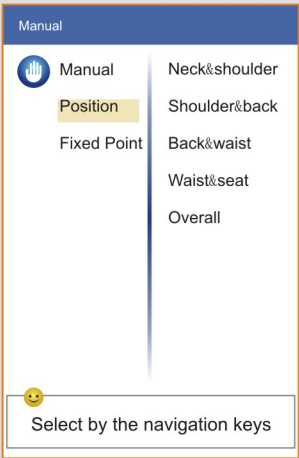 Manual
Manual
Position
Fixed Point
Neck&shoulder
Shoulder&back
Back&waist
Waist&seat
Overall
Select by the navigation keys